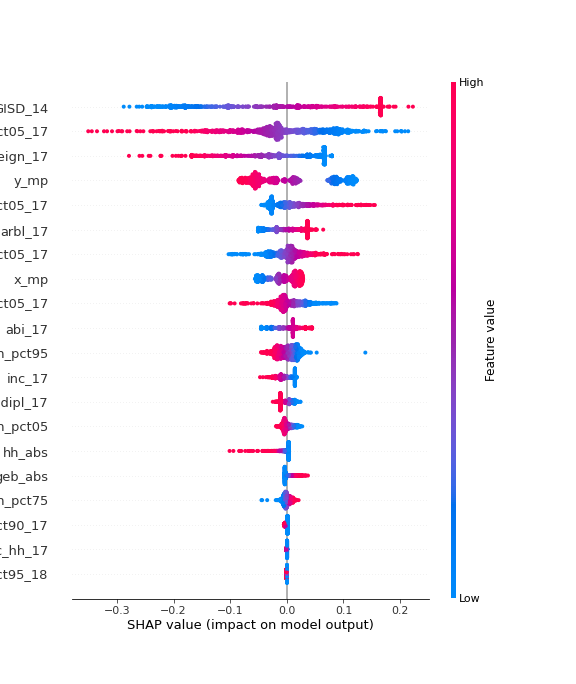 High
GISD_14
ct05_17
eign_17
y_mp
ct05_17
arbl_17
ct05_17
x_mp
ct05_17
abi_17
n_pct95
inc_17
dipl_17
n_pct05
hh_abs
geb_abs
n_pct75
ct90_17
c_hh_17
ct95_18
Low
Feature value
−0.3 −0.2 −0.1 0.0 0.1 0.2
SHAP value (impact on model output)